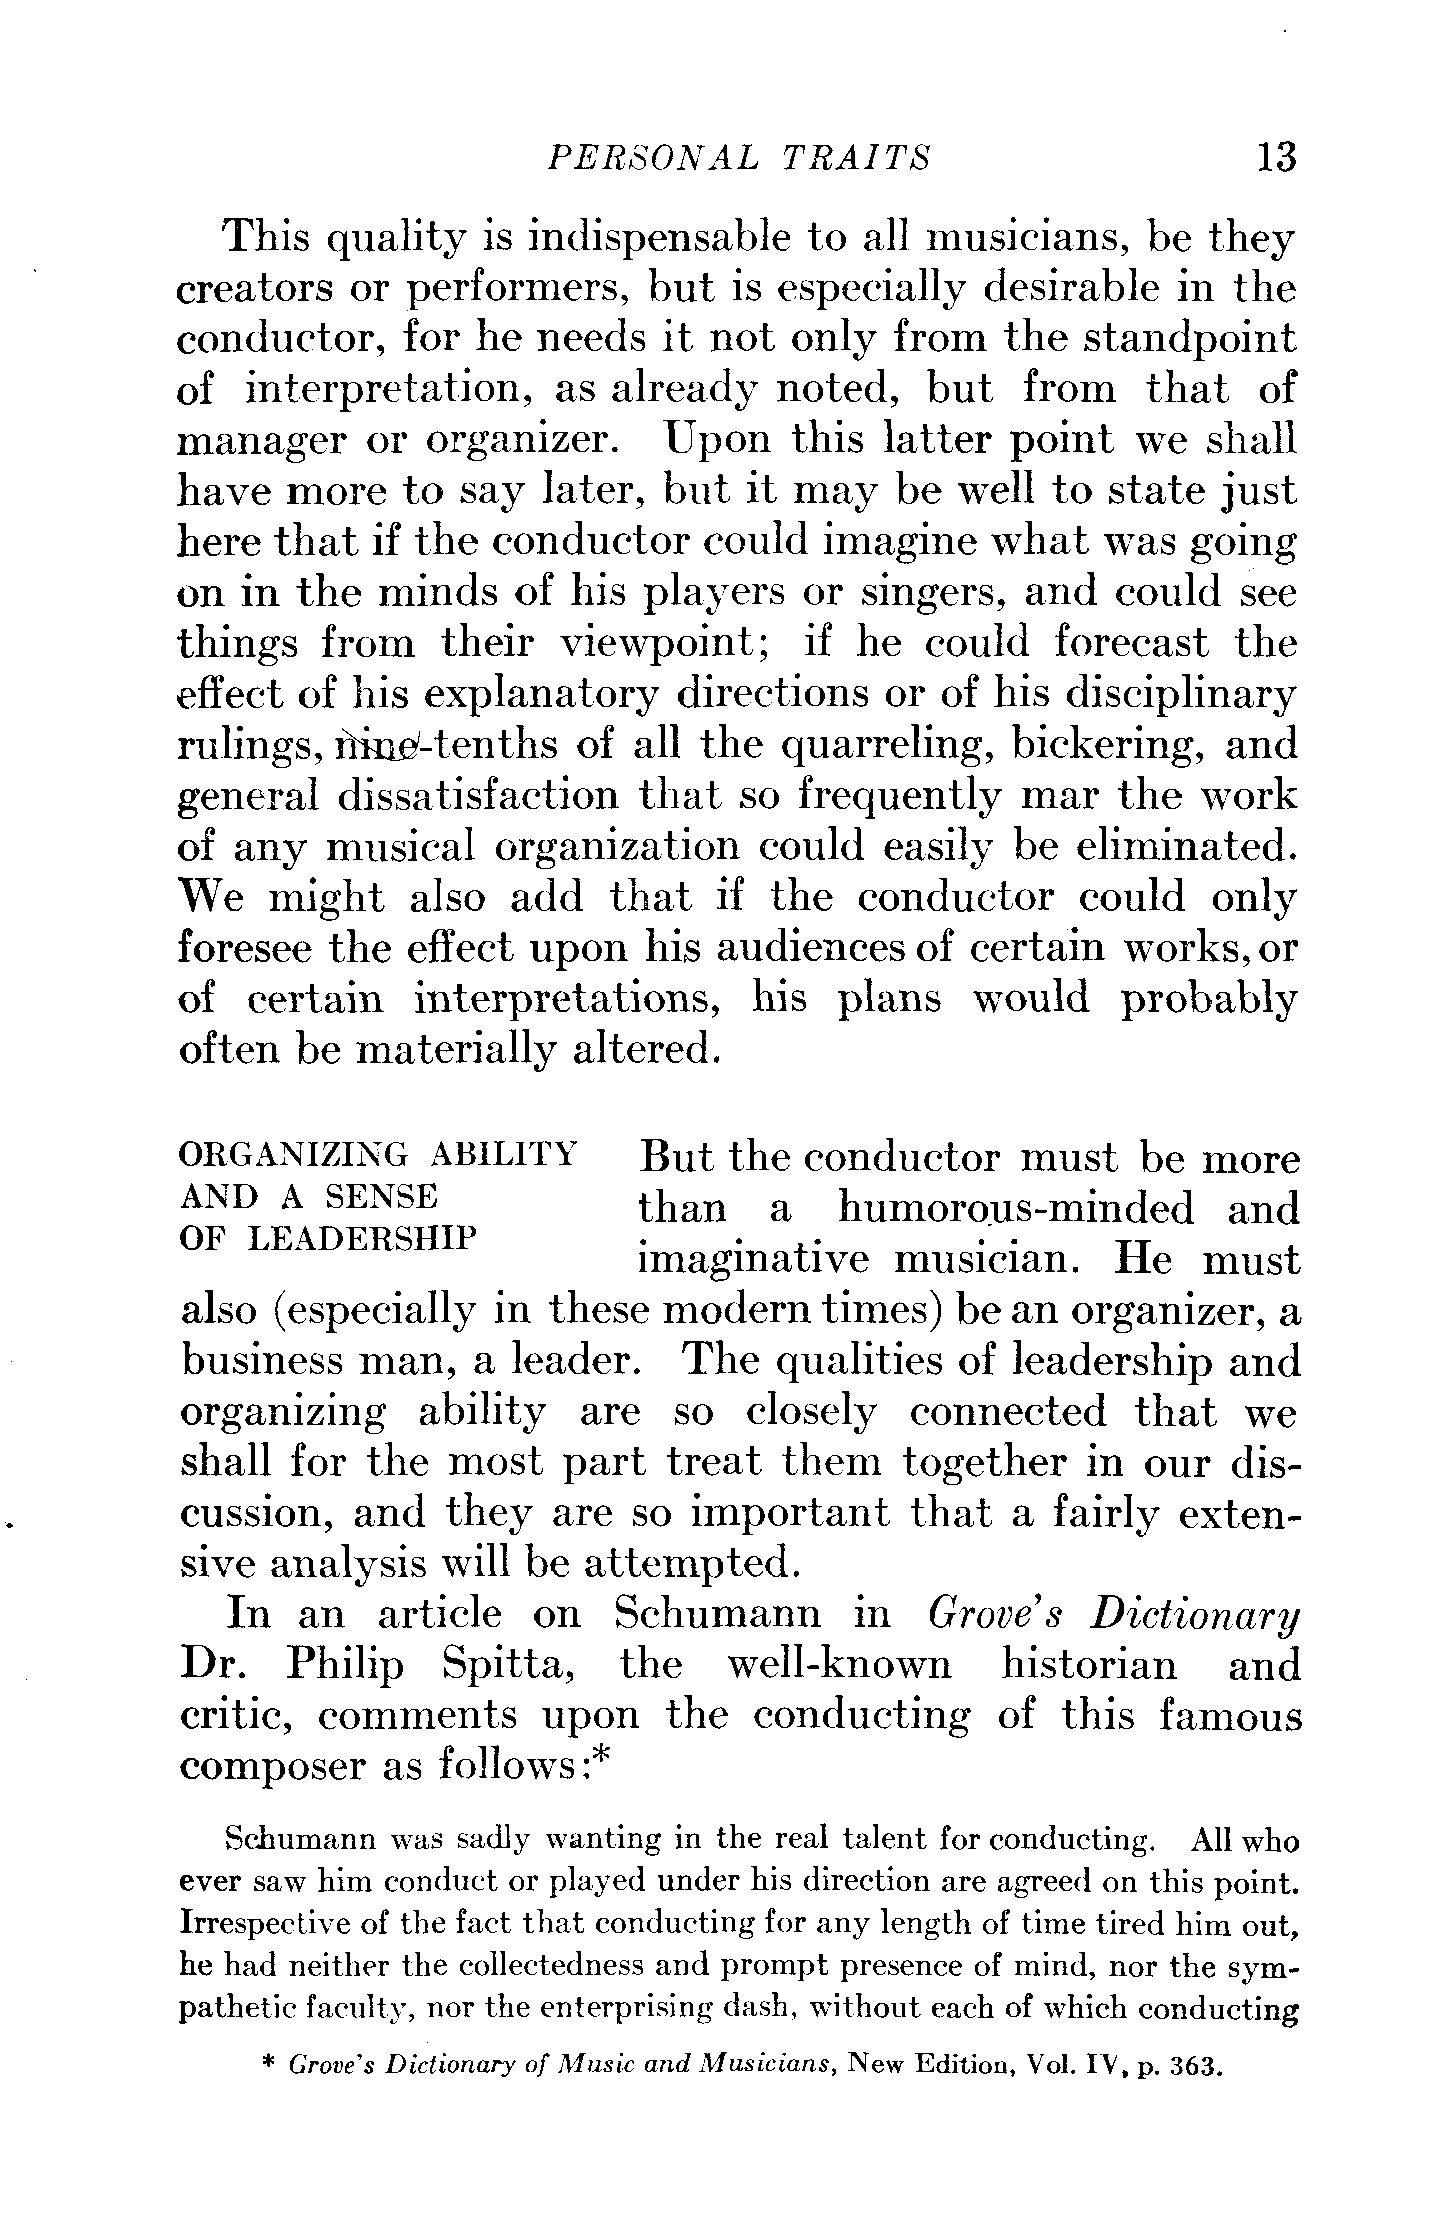 PERSONAL TRAITS 13
This quality is indispensable to all musicians, be they
creators or performers, but is especially desirable in the
conductor, for he needs it not only from the standpoint
of interpretation, as already noted, but from that of
manager or organizer. Upon this latter point we shall
have more to say later, but it may be well to state just
here that if the conductor could imagine what was going
on in the minds of his players or singers, and could see
things from their viewpoint; if he could forecast the
effect of his explanatory directions or of his disciplinary
rulings, nine-tenths of all the quarreling, bickering, and
general dissatisfaction that so frequently mar the work
of any musical organization could easily be eliminated.
We might also add that if the conductor could only
foresee the effect upon his audiences of certain works, or
of certain interpretations, his plans would probably
often be materially altered.
ORGANIZING ABILITY
AND A SENSE
OF LEADERSHIP
But the conductor must be more
than a humorous-minded and
imaginative musician. He must
also (especially in these modern times) be an organizer, a
business man, a leader. The qualities of leadership and
organizing ability are so closely connected that we
shall for the most part treat them together in our dis-
cussion, and they are so important that a fairly exten-
sive analysis will be attempted.
In an article on Schumann in Grove's Dictionary
Dr. Philip Spitta, the well-known historian and
critic, comments upon the conducting of this famous
composer as follows:*
Schumann was sadly wanting in the real talent for conducting. All who
ever saw him conduct or played under his direction are agreed on this point.
Irrespective of the fact that conducting for any length of time tired him out,
he had neither the collectedness and prompt presence of mind, nor the sym-
pathetic faculty, nor the enterprising dash, without each of which conducting
* Grove's Dictionary of Music and Musicians, New Edition, Vol. IV, p. 363.